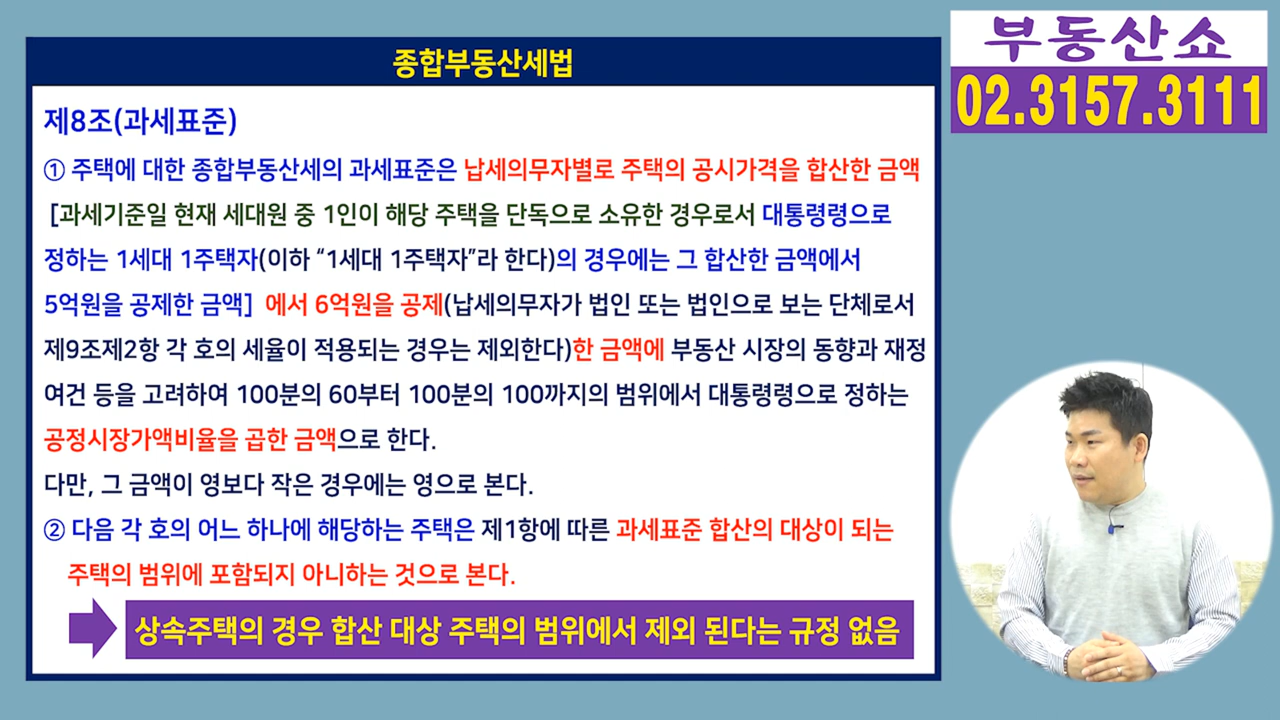 종합부동산세법
부동산쇼
02.3157.3111
제8조(과세표준)
① 주택에 대한 종합부동산세의 과세표준은 납세의무자별로 주택의 공시가격을 합산한 금액
[과세기준일 현재 세대원 중 1인이 해당 주택을 단독으로 소유한 경우로서 대통령령으로
정하는 1세대 1주택자(이하 “1세대 1주택자”라 한다)의 경우에는 그 합산한 금액에서
5억원을 공제한 금액] 에서 6억원을 공제(납세의무자가 법인 또는 법인으로 보는 단체로서
제9조제2항 각 호의 세율이 적용되는 경우는 제외한다)한 금액에 부동산 시장의 동향과 재정
여건 등을 고려하여 100분의 60부터 100분의 100까지의 범위에서 대통령령으로 정하는
공정시장가액비율을 곱한 금액으로 한다.
다만, 그 금액이 영보다 작은 경우에는 영으로 본다.
② 다음 각 호의 어느 하나에 해당하는 주택은 제1항에 따른 과세표준 합산의 대상이 되는
주택의 범위에 포함되지 아니하는 것으로 본다.
상속주택의 경우 합산 대상 주택의 범위에서 제외 된다는 규정 없음